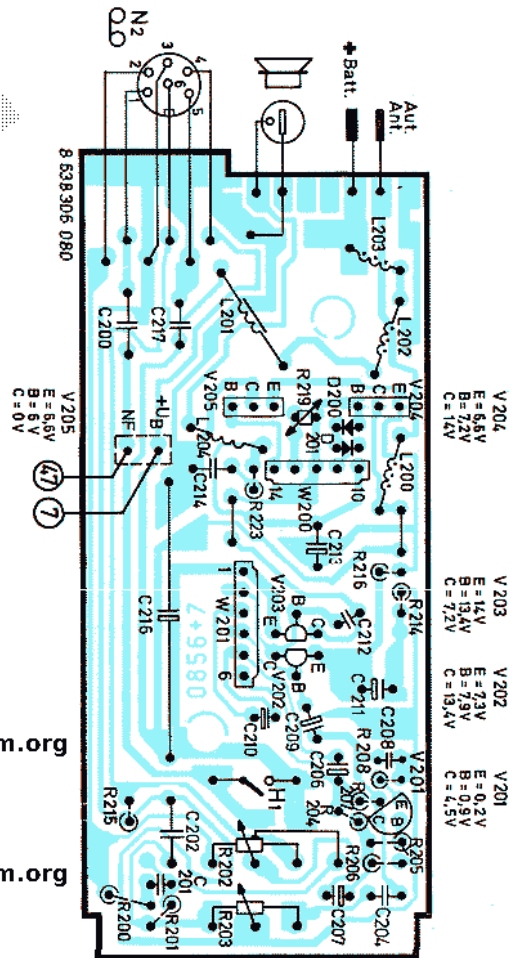 N2
3
4
2
6
1
5
+ Batt.
Aut.
Ant.
8 638 306 080
L203
L202
L201
C217
C200
V205
B C E
R219
D200
D
201
V204
B C E
V204
E = 6,6V
B = 7,2V
C = 14V
V205
E = 6,6V
B = 6V
C = 0V
+UB
NF
47
7
L204
C214
R223
14
W200
10
L200
C213
R216
R214
C216
1
W201
6
V203
B
E
C
C212
V202
C
E
B
0856+7
V203
E = 14V
B = 13,4V
C = 7,2V
V202
E = 7,3V
B = 7,9V
C = 13,4V
V201
E = 0,2V
B = 0,9V
C = 4,5V
C211
C210
C209
C208
R208
V201
C206
207
R
R
204
E
B
C
H1
R205
R206
R215
C202
C
201
R202
R203
R200
R201
C207
C204
m.org
m.org